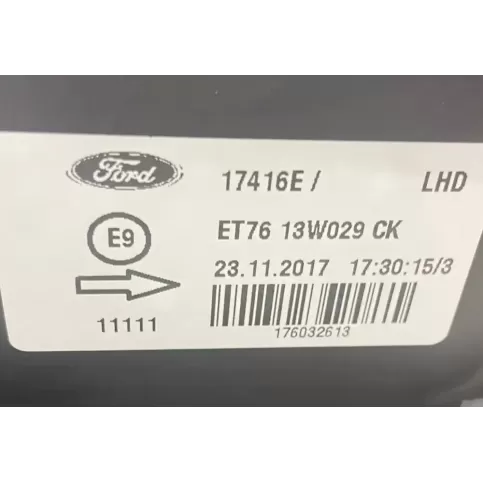 Ford
17416E / LHD
E9
ET76 13W029 CK
23.11.2017 17:30:15/3
11111
176032613